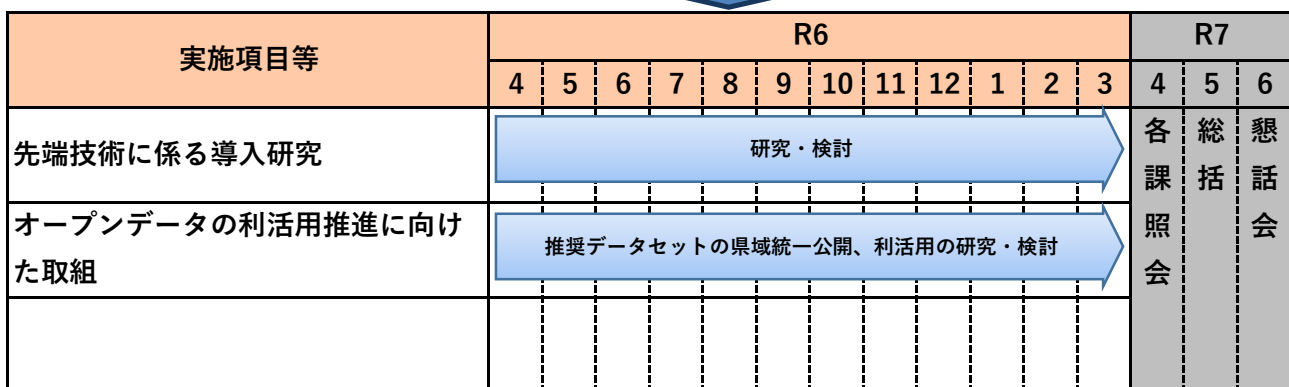 実施項目等
R6
R7
4 5 6 7 8 9 10 11 12 1 2 3 4 5 6
先端技術に係る導入研究
研究・検討
オープンデータの利活用推進に向け
た取組
推奨データセットの県域統一公開、利活用の研究・検討
各課照会
総括
懇話会